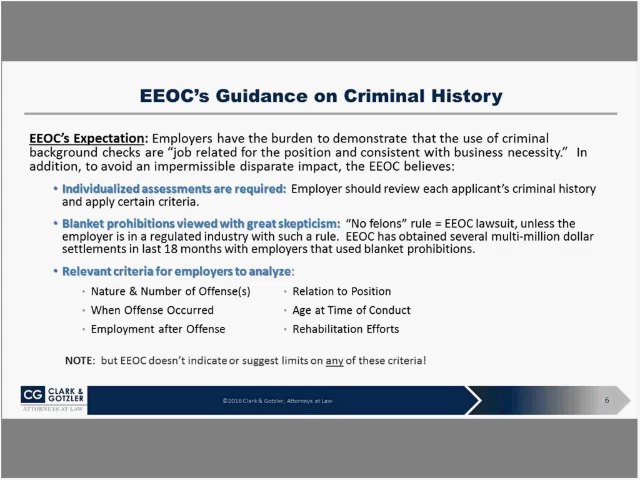 EEOC's Guidance on Criminal History
EEOC's Expectation: Employers have the burden to demonstrate that the use of criminal
background checks are "job related for the position and consistent with business necessity." In
addition, to avoid an impermissible disparate impact, the EEOC believes:
• Individualized assessments are required: Employer should review each applicant's criminal history
and apply certain criteria.
• Blanket prohibitions viewed with great skepticism: "No felons" rule = EEOC lawsuit, unless the
employer is in a regulated industry with such a rule. EEOC has obtained several multi-million dollar
settlements in last 18 months with employers that used blanket prohibitions.
• Relevant criteria for employers to analyze:
• Nature & Number of Offense(s)
• When Offense Occurred
• Employment after Offense
• Relation to Position
• Age at Time of Conduct
• Rehabilitation Efforts
NOTE: but EEOC doesn't indicate or suggest limits on any of these criteria!
CG CLARK &
GOTZLER
ATTORNEYS AT LAW
©2016 Clark & Gotzler, Attorneys at Law
6